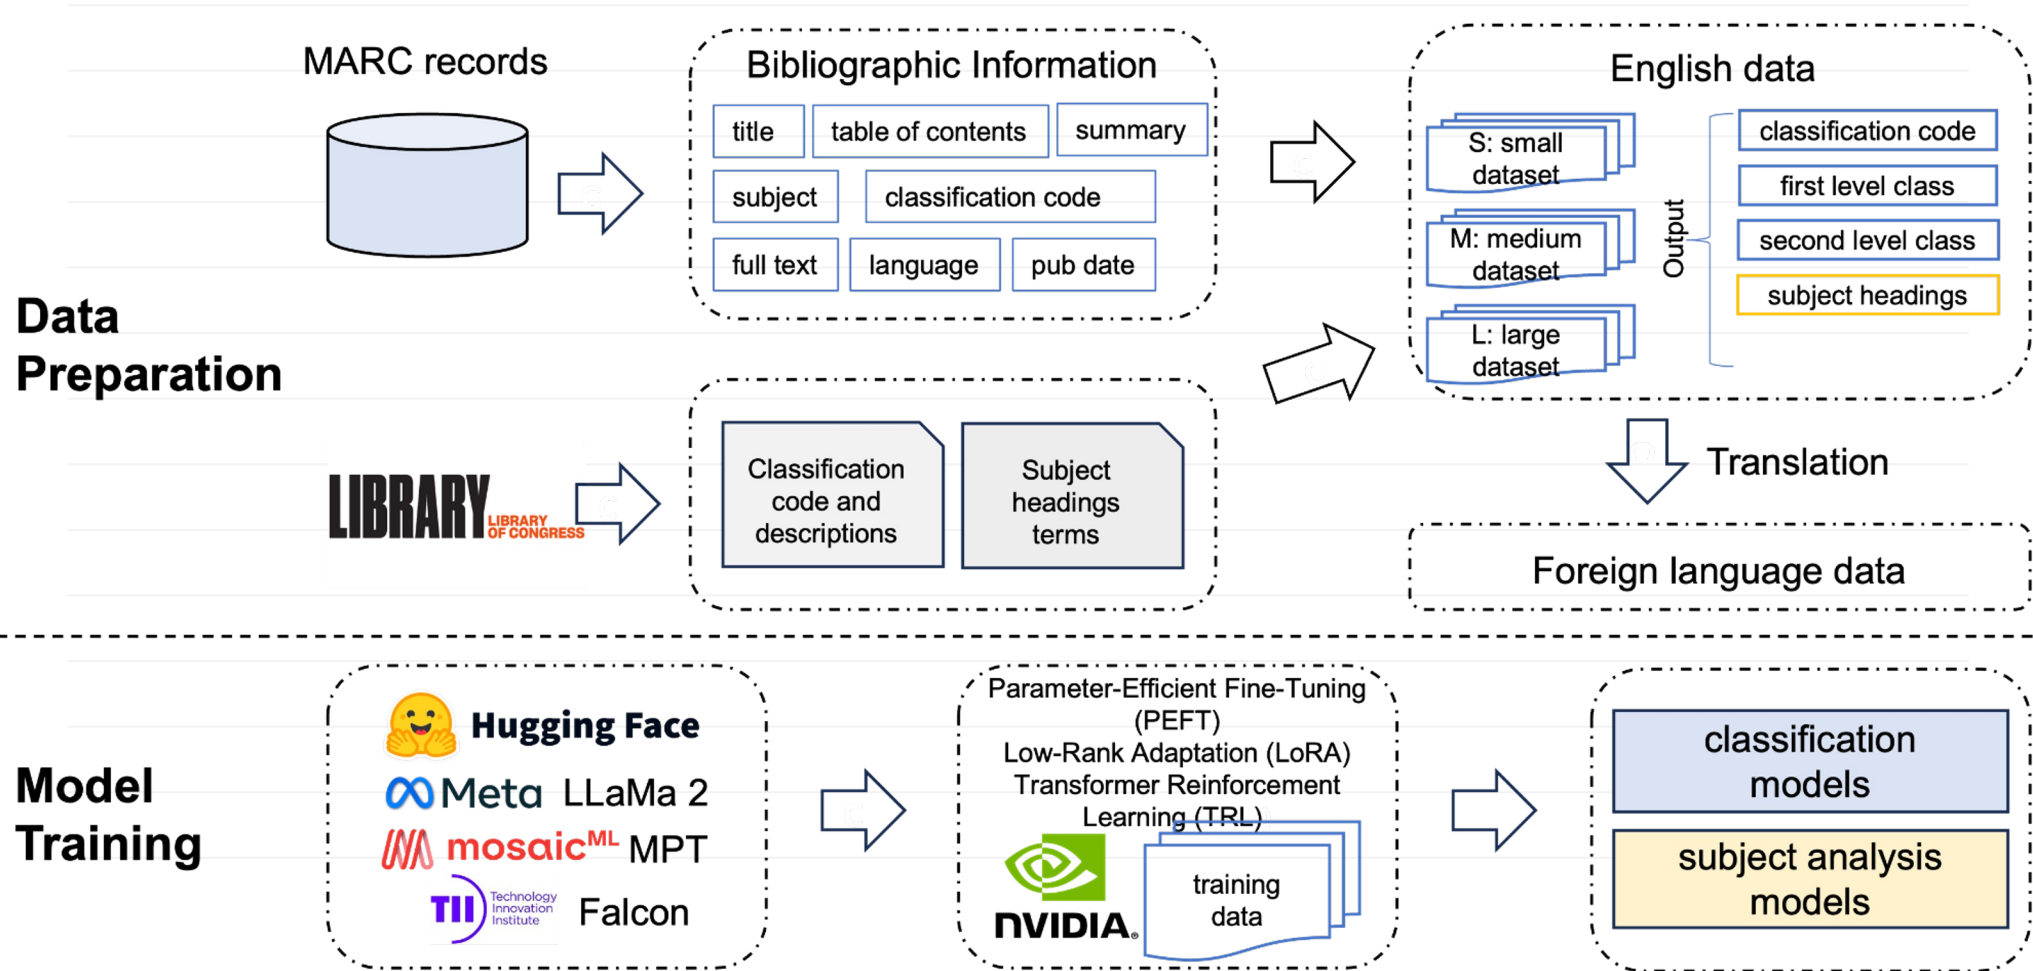 MARC records
Bibliographic Information
title
table of contents
summary
subject
classification code
full text
language
pub date
English data
S: small
dataset
M: medium
dataset
L: large
dataset
Output
classification code
first level class
second level class
subject headings
Data
Preparation
LIBRARY
LIBRARY
OF CONGRESS
Classification
code and
descriptions
Subject
headings
terms
Translation
Foreign language data
Model
Training
Hugging Face
Meta LLaMa 2
mosaicML MPT
TII Technology
Innovation
Institute
Falcon
Parameter-Efficient Fine-Tuning
(PEFT)
Low-Rank Adaptation (LoRA)
Transformer Reinforcement
Learning (TRL)
NVIDIA®
training
data
classification
models
subject analysis
models